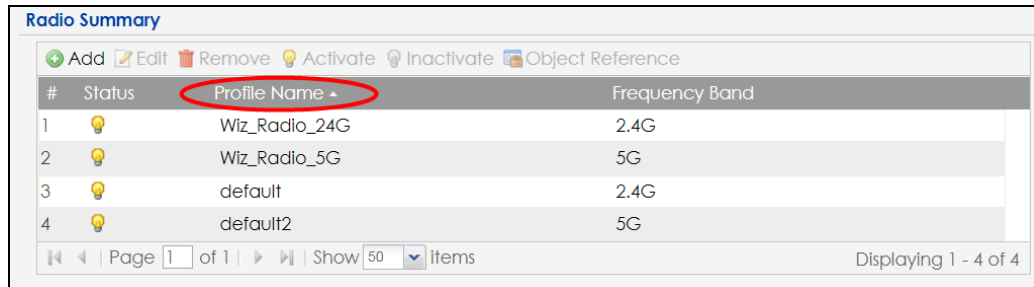 Radio Summary
Add Edit Remove Activate Inactivate Object Reference
# Status Profile Name Frequency Band
1 Wiz_Radio_24G 2.4G
2 Wiz_Radio_5G 5G
3 default 2.4G
4 default2 5G
Page 1 of 1 Show 50 items Displaying 1 - 4 of 4